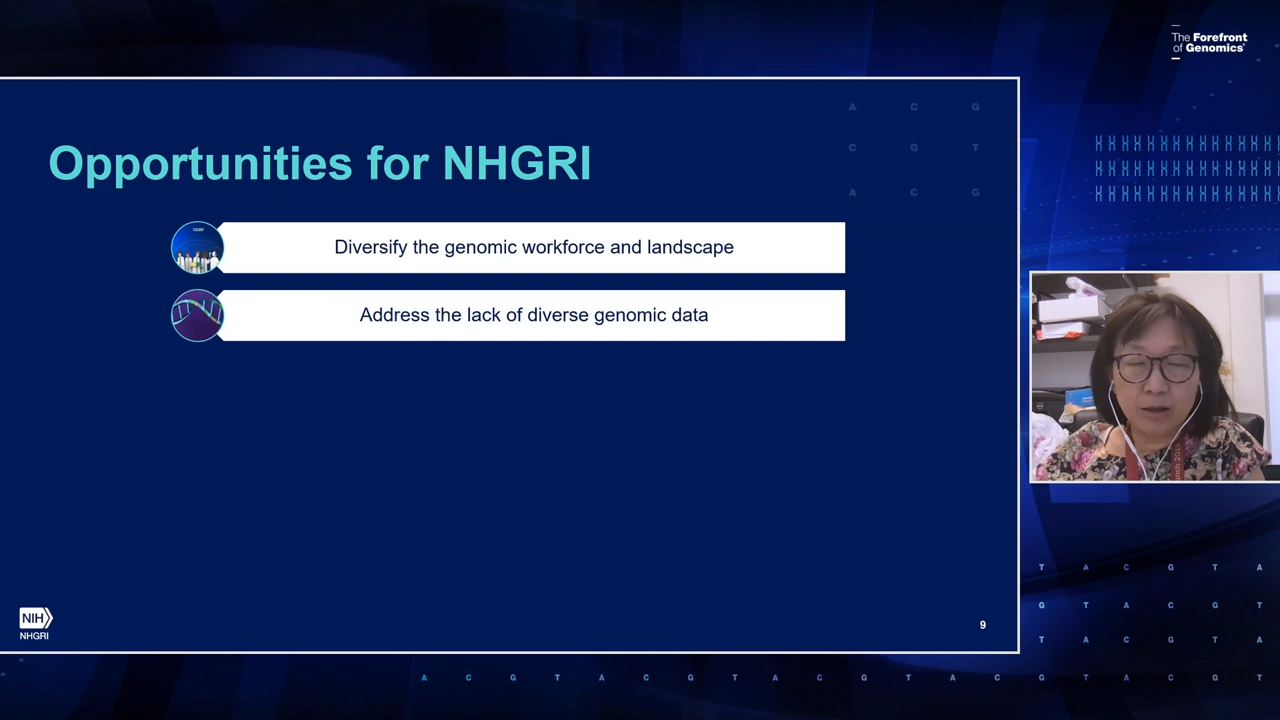 The Forefront
of Genomics®
A C G
C G T
A C G
Opportunities for NHGRI
Diversify the genomic workforce and landscape
Address the lack of diverse genomic data
NIH
NHGRI
9
T A C G T A
G T A C G T
T A C G T A
A C G T A C G T A C G T A C G T A C G T